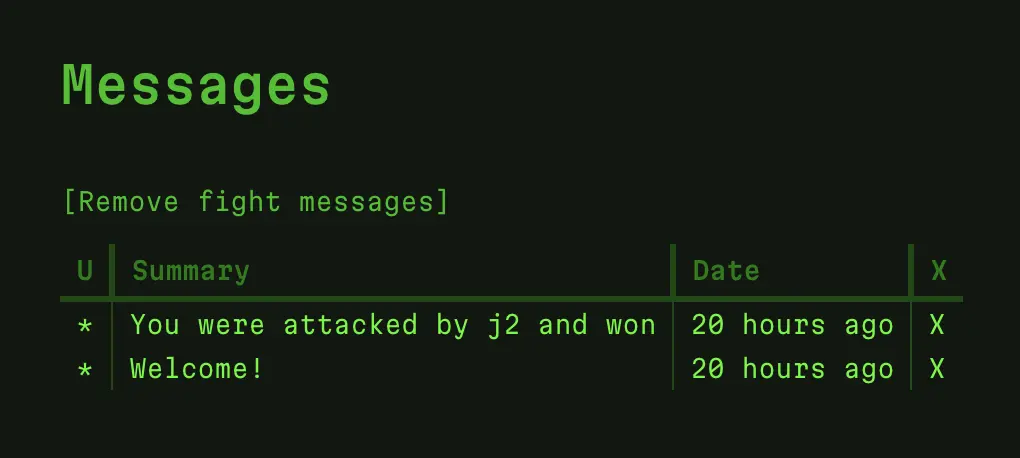 Messages
[Remove fight messages]
U Summary Date X
* You were attacked by j2 and won 20 hours ago X
* Welcome! 20 hours ago X